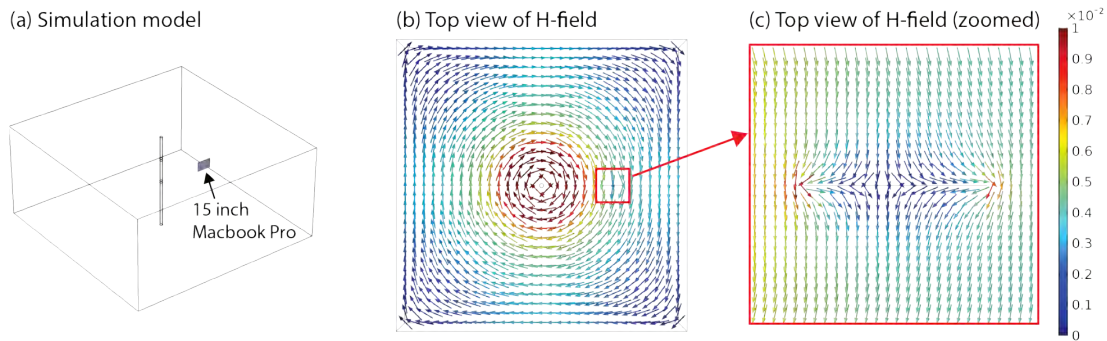 (a) Simulation model
(b) Top view of H-field
(c) Top view of H-field (zoomed)
15 inch
Macbook Pro
×10⁻²
1
0.9
0.8
0.7
0.6
0.5
0.4
0.3
0.2
0.1
0